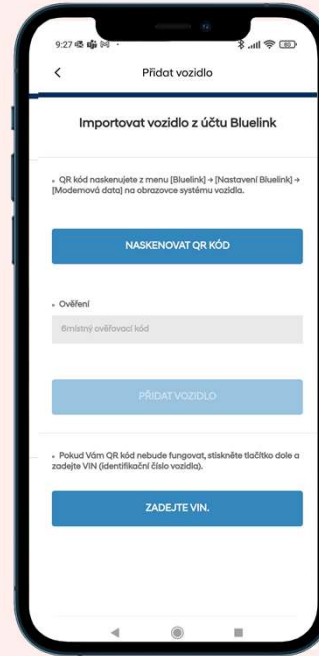 9:27
80
Přidat vozidlo
Importovat vozidlo z účtu Bluelink
• QR kód naskenujete z menu [Bluelink] → [Nastavení Bluelink] →
[Modemová data] na obrazovce systému vozidla.
NASKENOVAT QR KÓD
• Ověření
6místný ověřovací kód
PŘIDAT VOZIDLO
• Pokud Vám QR kód nebude fungovat, stiskněte tlačítko dole a
zadejte VIN (identifikační číslo vozidla).
ZADEJTE VIN.